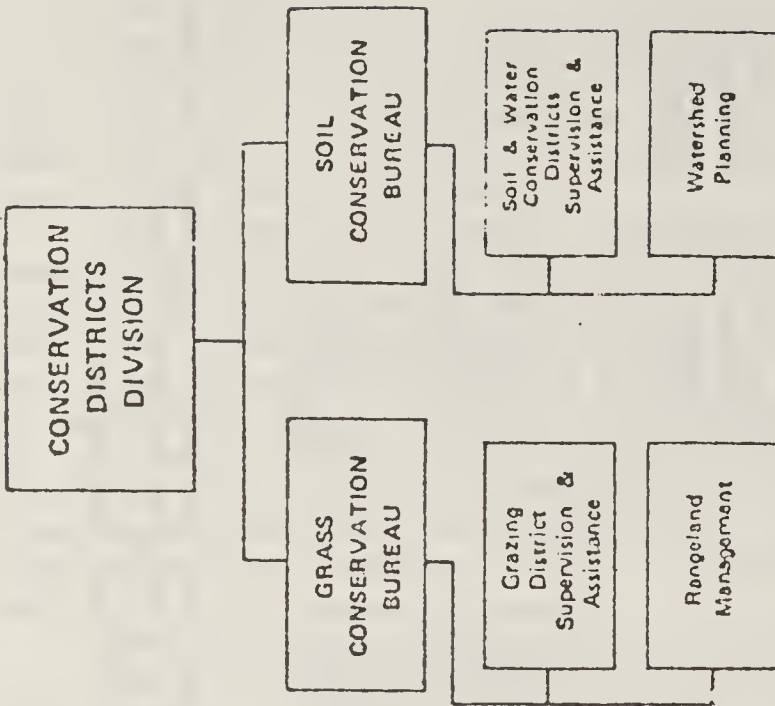 CONSERVATION
DISTRICTS
DIVISION
GRASS
CONSERVATION
BUREAU
Grazing
District
Supervision &
Assistance
Rangeland
Management
SOIL
CONSERVATION
BUREAU
Soil & Water
Conservation
Districts
Supervision &
Assistance
Watershed
Planning